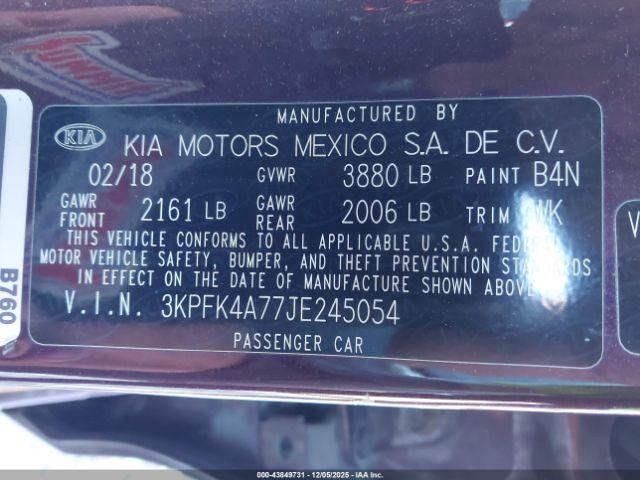 MANUFACTURED BY
KIA KIA MOTORS MEXICO S.A. DE C.V.
02/18 GVWR 3880 LB PAINT B4N
GAWR FRONT 2161 LB GAWR REAR 2006 LB TRIM WK
THIS VEHICLE CONFORMS TO ALL APPLICABLE U.S.A. FEDERAL
MOTOR VEHICLE SAFETY, BUMPER, AND THEFT PREVENTION STANDARDS
IN EFFECT ON THE DATE OF MANUFACTURE SHOWN ABOVE
V.I.N. 3KPFK4A77JE245054
PASSENGER CAR
B760
000-43849731 - 12/05/2025 - IAA Inc.